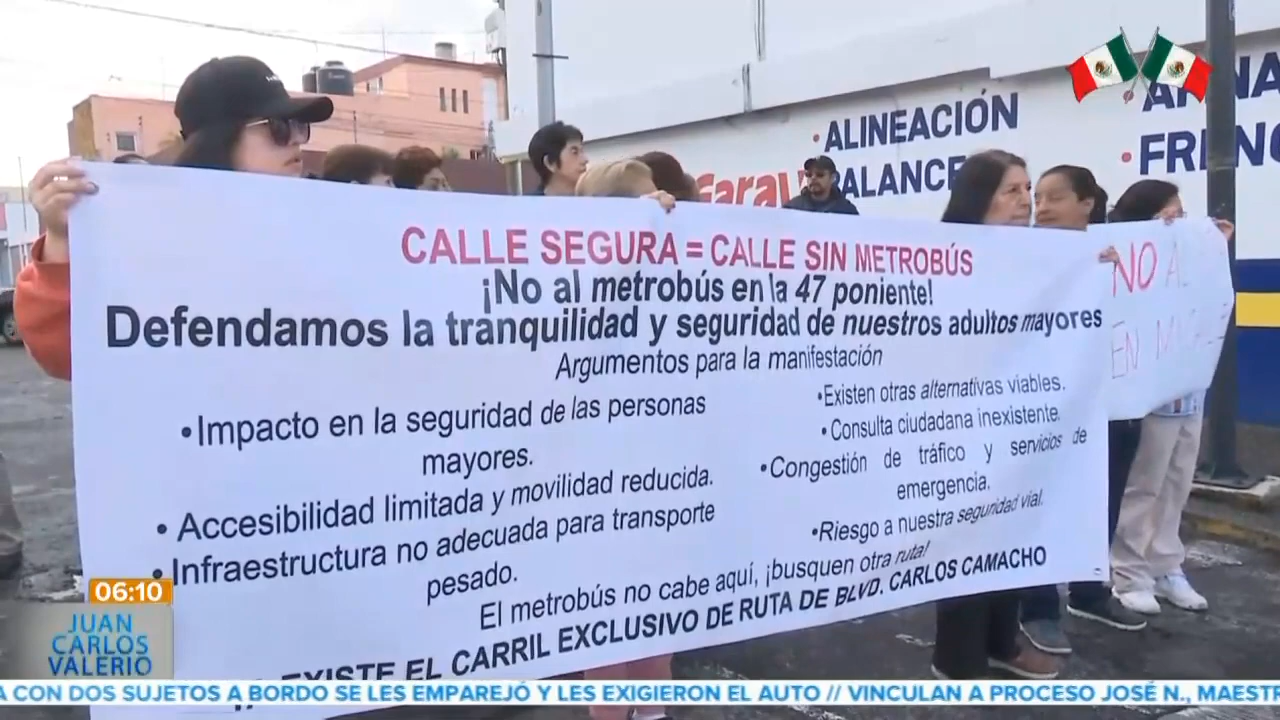 CALLE SEGURA = CALLE SIN METROBÚS
¡No al metrobús en la 47 poniente!
Defendamos la tranquilidad y seguridad de nuestros adultos mayores
Argumentos para la manifestación
•Impacto en la seguridad de las personas
mayores.
• Accesibilidad limitada y movilidad reducida.
• Infraestructura no adecuada para transporte
pesado.
•Existen otras alternativas viables.
• Consulta ciudadana inexistente.
•Congestión de tráfico y servicios de
emergencia.
•Riesgo a nuestra seguridad vial.
El metrobús no cabe aquí, ¡busquen otra ruta!
EXISTE EL CARRIL EXCLUSIVO DE RUTA DE BLVD. CARLOS CAMACHO
NO AL
EN MI
•ALINEACIÓN
BALANCE
06:10
JUAN
CARLOS
VALERIO
A CON DOS SUJETOS A BORDO SE LES EMPAREJÓ Y LES EXIGIERON EL AUTO // VINCULAN A PROCESO JOSÉ N., MAESTR